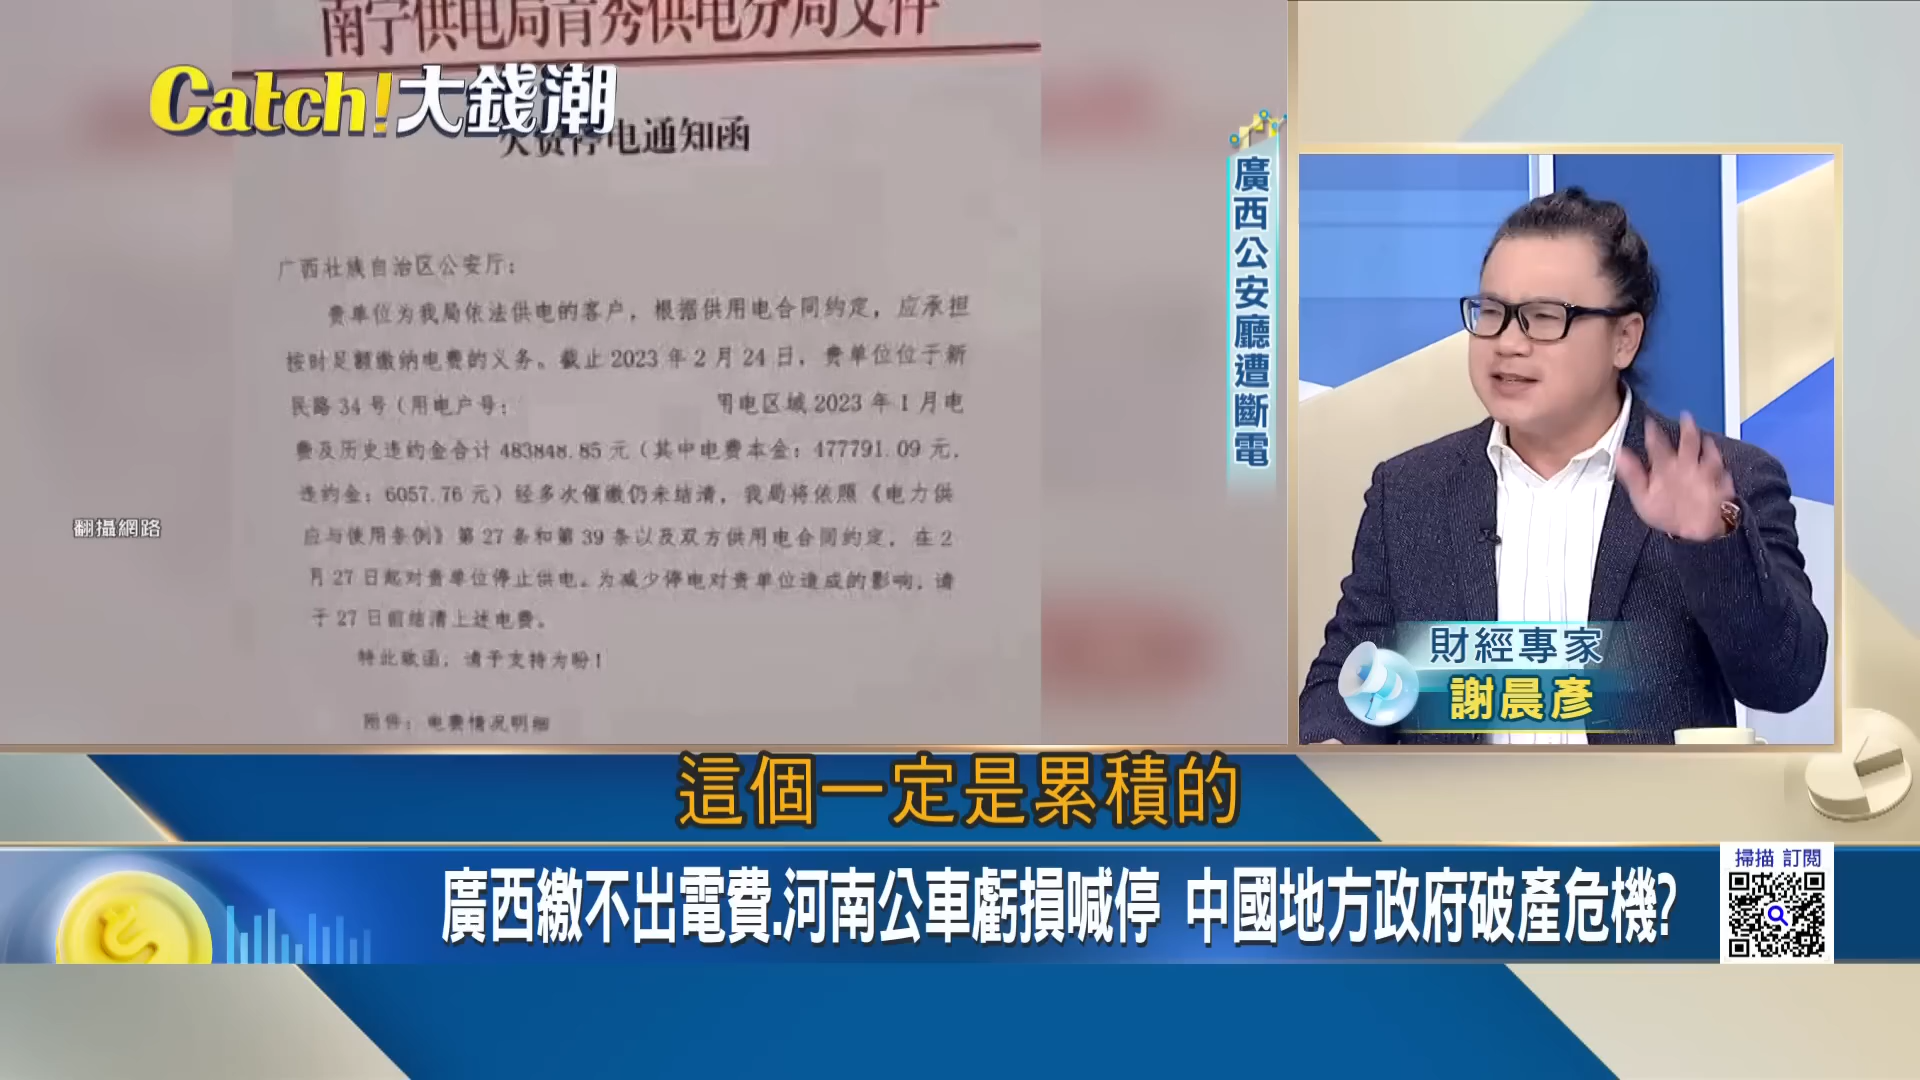 南宁供电局青秀供电分局文件
Catch!大錢潮
欠费停电通知函
广西壮族自治区公安厅：
贵单位为我局依法供电的客户，根据供用电合同约定，应承担
按时足额缴纳电费的义务。截止2023年2月24日，贵单位位于新
民路34号（用电户号：
用电区域2023年1月电
费及历史违约金合计483848.85元（其中电费本金：477791.09元，
违约金：6057.76元）经多次催缴仍未结清，我局将依照《电力供
应与使用条例》第27条和第39条以及双方供用电合同约定，在2
月27日起对贵单位停止供电。为减少停电对贵单位造成的影响，请
于27日前结清上述电费。
特此致函，请予支持为盼！
附件：电费情况明细
翻攝網路
廣西公安廳遭斷電
財經專家
謝晨彥
這個一定是累積的
廣西繳不出電費.河南公車虧損喊停 中國地方政府破產危機?
掃描 訂閱